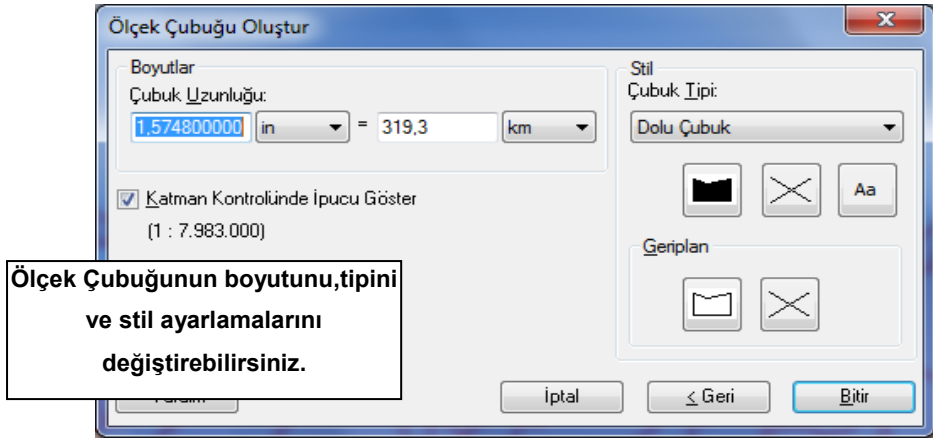 Ölçek Çubuğu Oluştur
Boyutlar
Çubuk Uzunluğu:
1,574800000 in = 319,3 km
Katman Kontrolünde İpucu Göster
(1 : 7.983.000)
Stil
Çubuk Tipi:
Dolu Çubuk
Aa
Geriplan
Ölçek Çubuğunun boyutunu,tipini
ve stil ayarlamalarını
değiştirebilirsiniz.
İptal
< Geri
Bitir